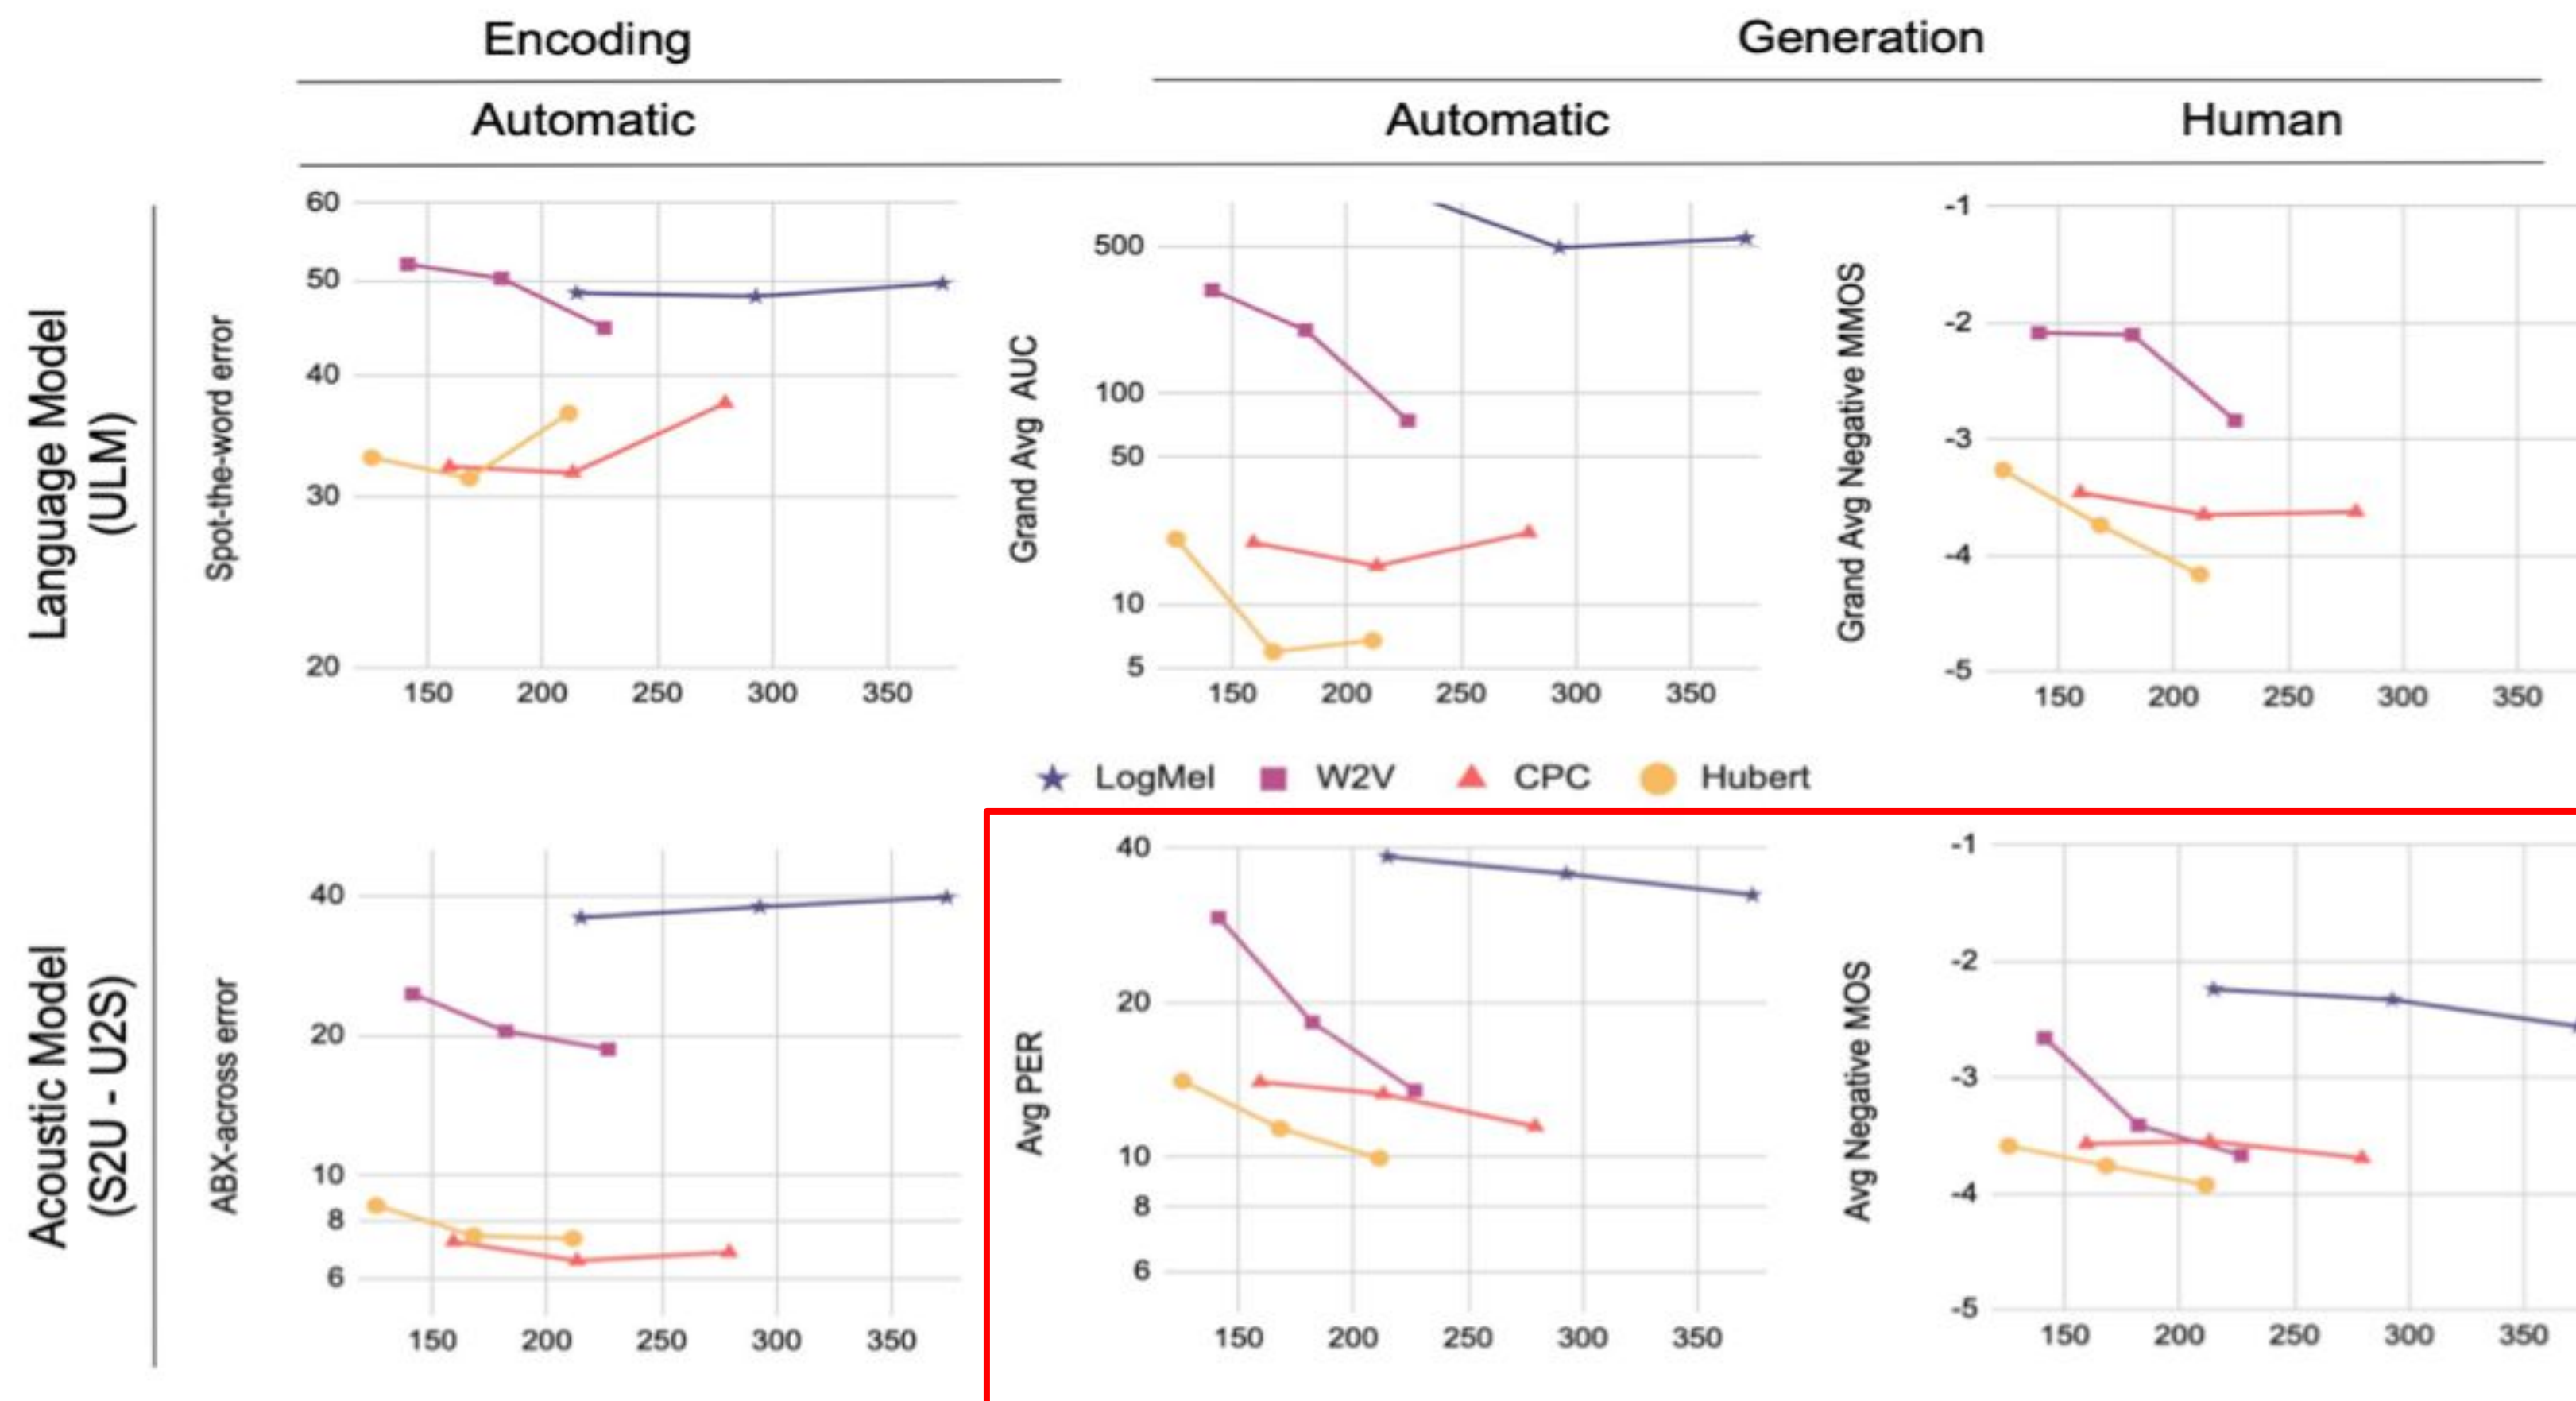 Encoding
Generation
Automatic
Automatic
Human
Language Model
(ULM)
Spot-the-word error
60
50
40
30
20
150 200 250 300 350
Grand Avg AUC
500
100
50
10
5
150 200 250 300 350
Grand Avg Negative MMOS
-1
-2
-3
-4
-5
150 200 250 300 350
LogMel W2V CPC Hubert
Acoustic Model
(S2U - U2S)
ABX-across error
40
20
10
8
6
150 200 250 300 350
Avg PER
40
20
10
8
6
150 200 250 300 350
Avg Negative MOS
-1
-2
-3
-4
-5
150 200 250 300 350